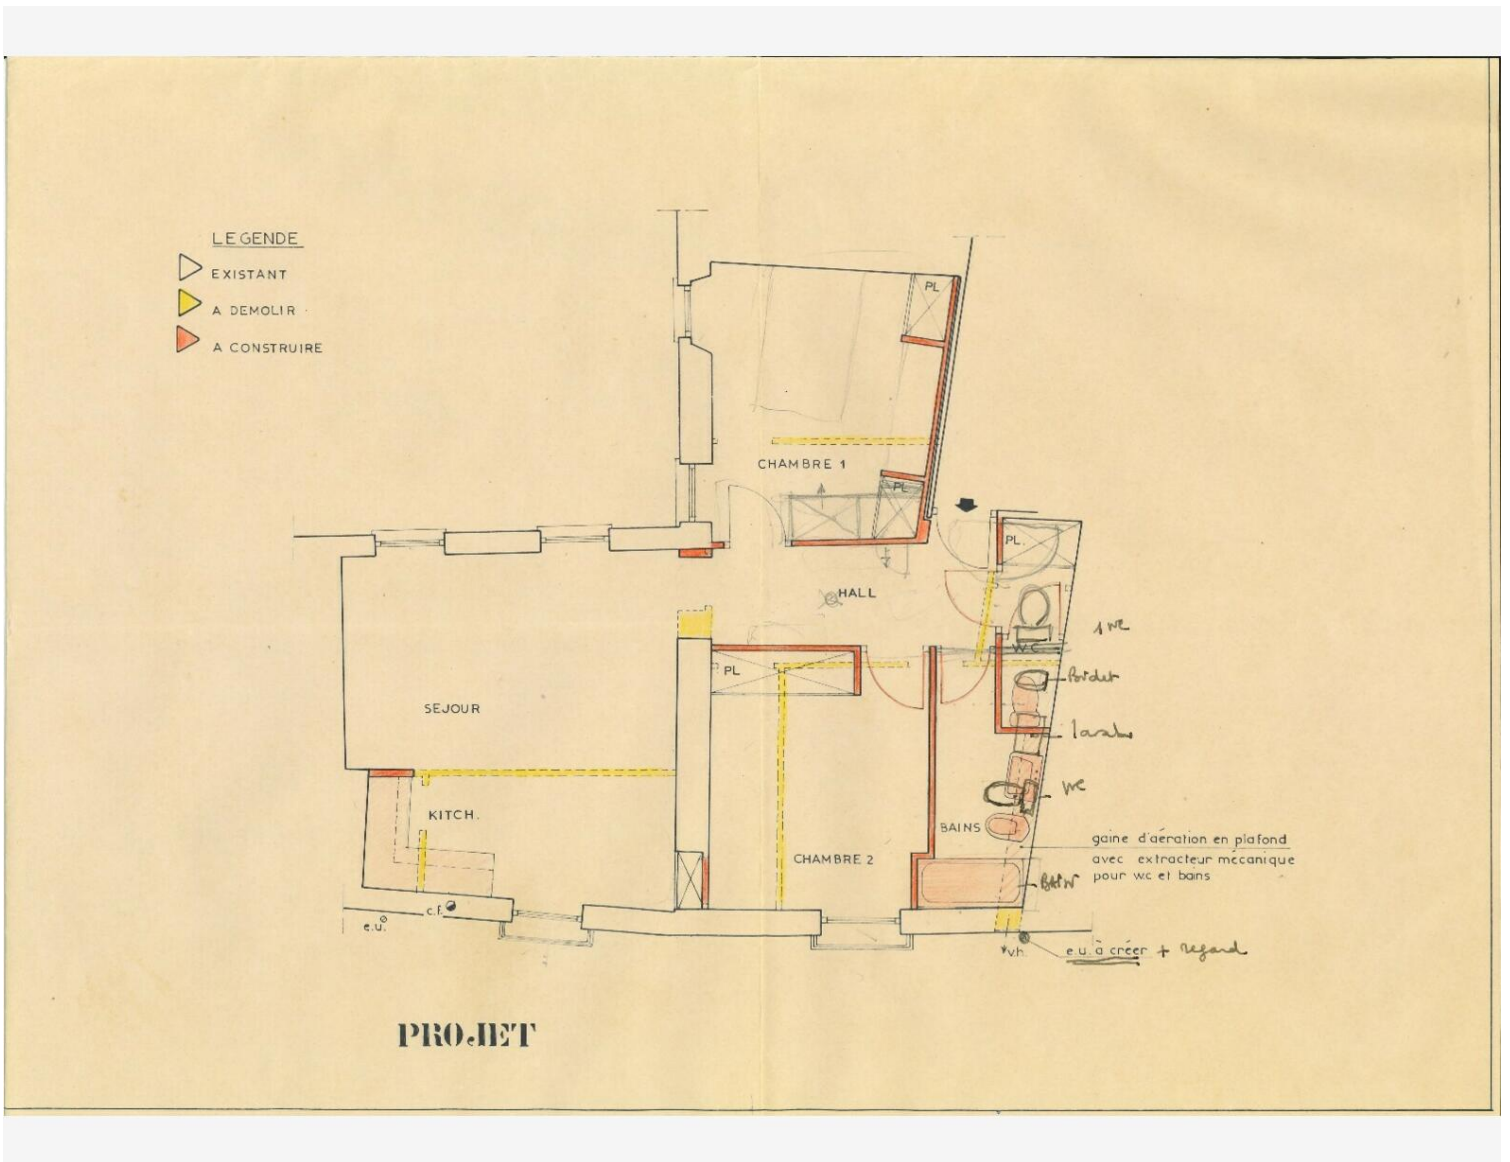 LEGENDE
EXISTANT
A DEMOLIR
A CONSTRUIRE
PL
CHAMBRE 1
PL
PL.
HALL
WC
1 WC
PL
Bidet
SEJOUR
lavabo
WC
KITCH.
BAINS
gaine d'aération en plafond
avec extracteur mécanique
pour wc et bains
CHAMBRE 2
BAIN
c.f.
e.u.
v.h.
e.u. à créer + regard
PROJET